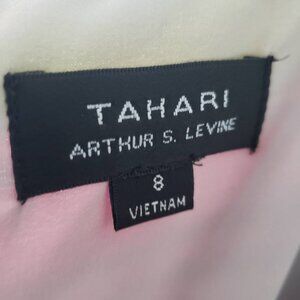 TAHARI
ARTHUR S. LEVINE
8
VIETNAM